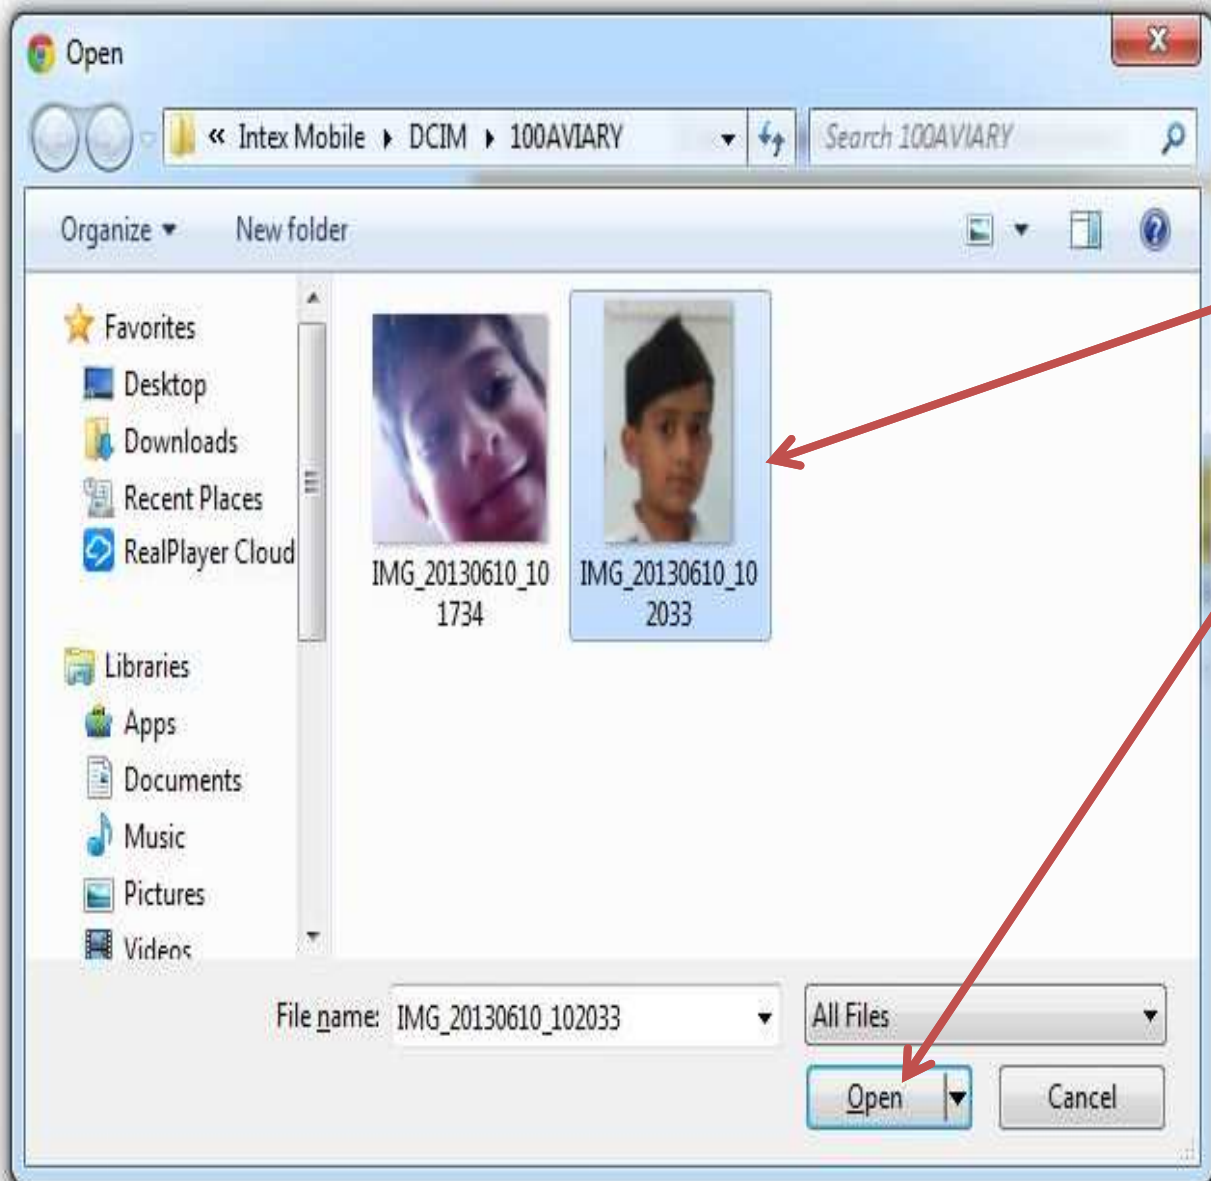 Open
« Intex Mobile ▸ DCIM ▸ 100AVIARY
Search 100AVIARY
Organize
New folder
Favorites
Desktop
Downloads
Recent Places
RealPlayer Cloud
Libraries
Apps
Documents
Music
Pictures
Videos
IMG_20130610_10
1734
IMG_20130610_10
2033
File name: IMG_20130610_102033
All Files
Open
Cancel